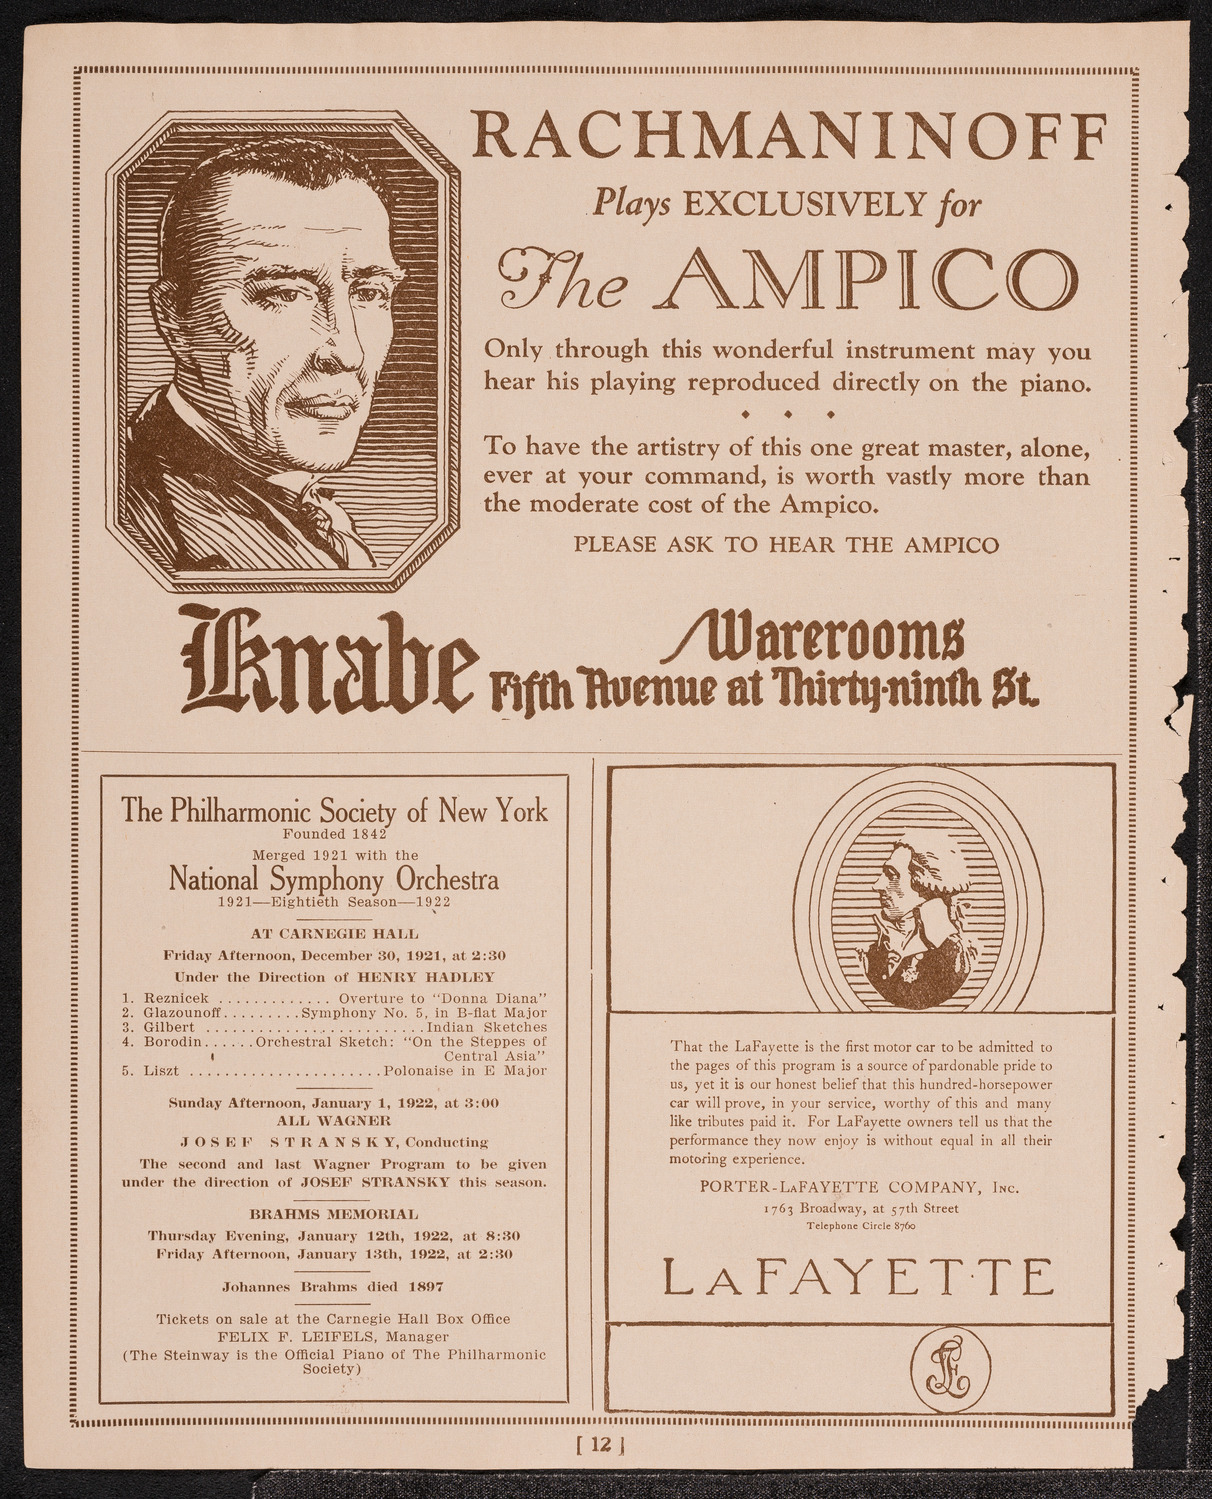 RACHMANINOFF
Plays EXCLUSIVELY for
The AMPICO
Only through this wonderful instrument may you
hear his playing reproduced directly on the piano.
To have the artistry of this one great master, alone,
ever at your command, is worth vastly more than
the moderate cost of the Ampico.
PLEASE ASK TO HEAR THE AMPICO
Knabe
Warerooms
Fifth Avenue at Thirty-ninth St.
The Philharmonic Society of New York
Founded 1842
Merged 1921 with the
National Symphony Orchestra
1921—Eightieth Season—1922
AT CARNEGIE HALL
Friday Afternoon, December 30, 1921, at 2:30
Under the Direction of HENRY HADLEY
1. Reznicek ............. Overture to "Donna Diana"
2. Glazounoff.........Symphony No. 5, in B-flat Major
3. Gilbert .........................Indian Sketches
4. Borodin......Orchestral Sketch: "On the Steppes of
Central Asia"
5. Liszt ......................Polonaise in E Major
Sunday Afternoon, January 1, 1922, at 3:00
ALL WAGNER
JOSEF STRANSKY, Conducting
The second and last Wagner Program to be given
under the direction of JOSEF STRANSKY this season.
BRAHMS MEMORIAL
Thursday Evening, January 12th, 1922, at 8:30
Friday Afternoon, January 13th, 1922, at 2:30
Johannes Brahms died 1897
Tickets on sale at the Carnegie Hall Box Office
FELIX F. LEIFELS, Manager
(The Steinway is the Official Piano of The Philharmonic
Society)
That the LaFayette is the first motor car to be admitted to
the pages of this program is a source of pardonable pride to
us, yet it is our honest belief that this hundred-horsepower
car will prove, in your service, worthy of this and many
like tributes paid it. For LaFayette owners tell us that the
performance they now enjoy is without equal in all their
motoring experience.
PORTER-LAFAYETTE COMPANY, INC.
1763 Broadway, at 57th Street
Telephone Circle 8760
LAFAYETTE
LF
[ 12 ]